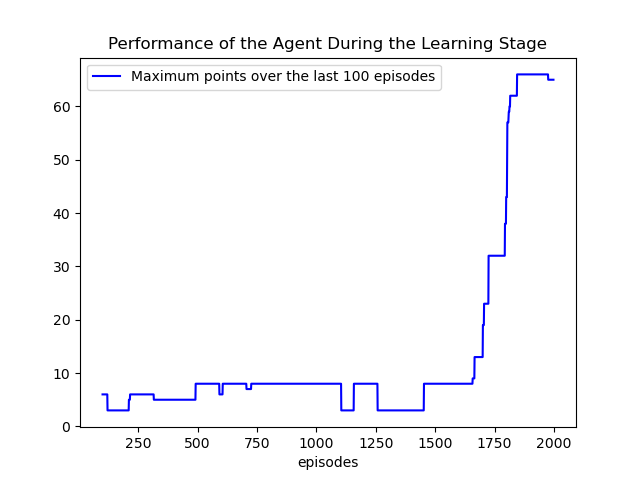 Performance of the Agent During the Learning Stage
Maximum points over the last 100 episodes
60
50
40
30
20
10
0
250 500 750 1000 1250 1500 1750 2000
episodes